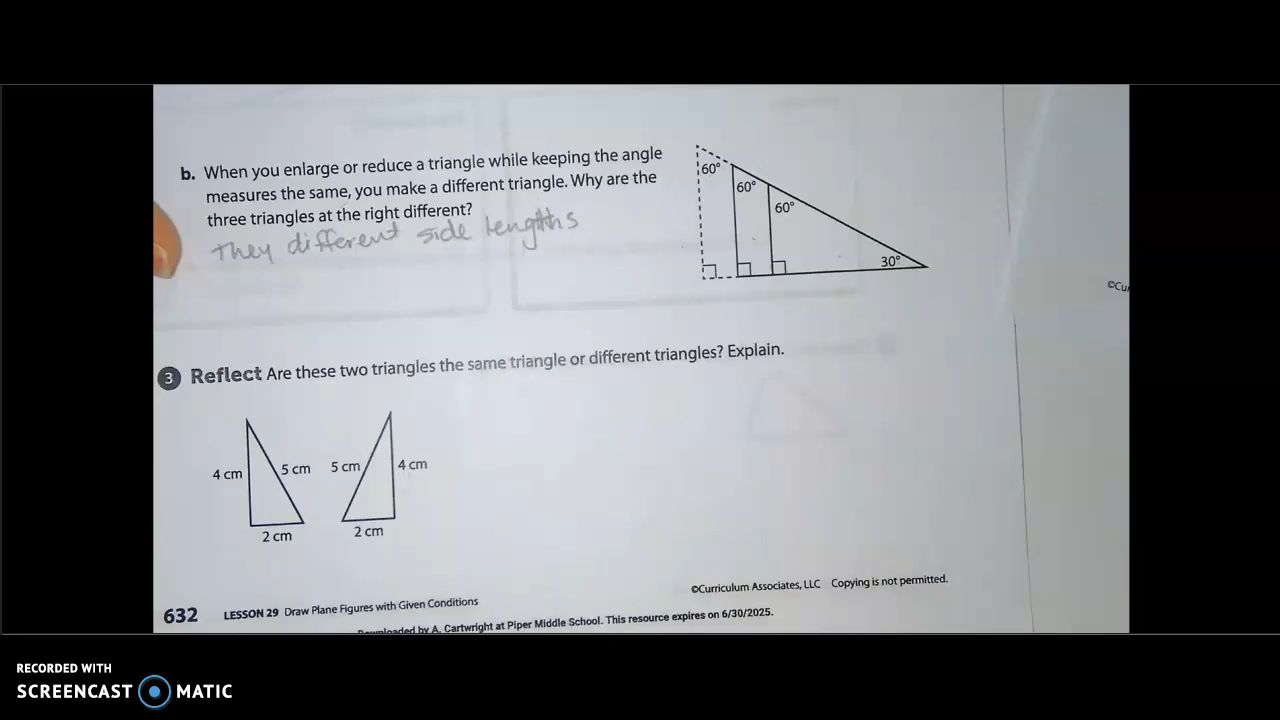 b. When you enlarge or reduce a triangle while keeping the angle
measures the same, you make a different triangle. Why are the
three triangles at the right different?
They different side lengths
60°
60°
60°
30°
©Cur
3 Reflect Are these two triangles the same triangle or different triangles? Explain.
4 cm
5 cm
2 cm
5 cm
4 cm
2 cm
©Curriculum Associates, LLC Copying is not permitted.
632 LESSON 29 Draw Plane Figures with Given Conditions
Downloaded by A. Cartwright at Piper Middle School. This resource expires on 6/30/2025.
RECORDED WITH
SCREENCAST MATIC